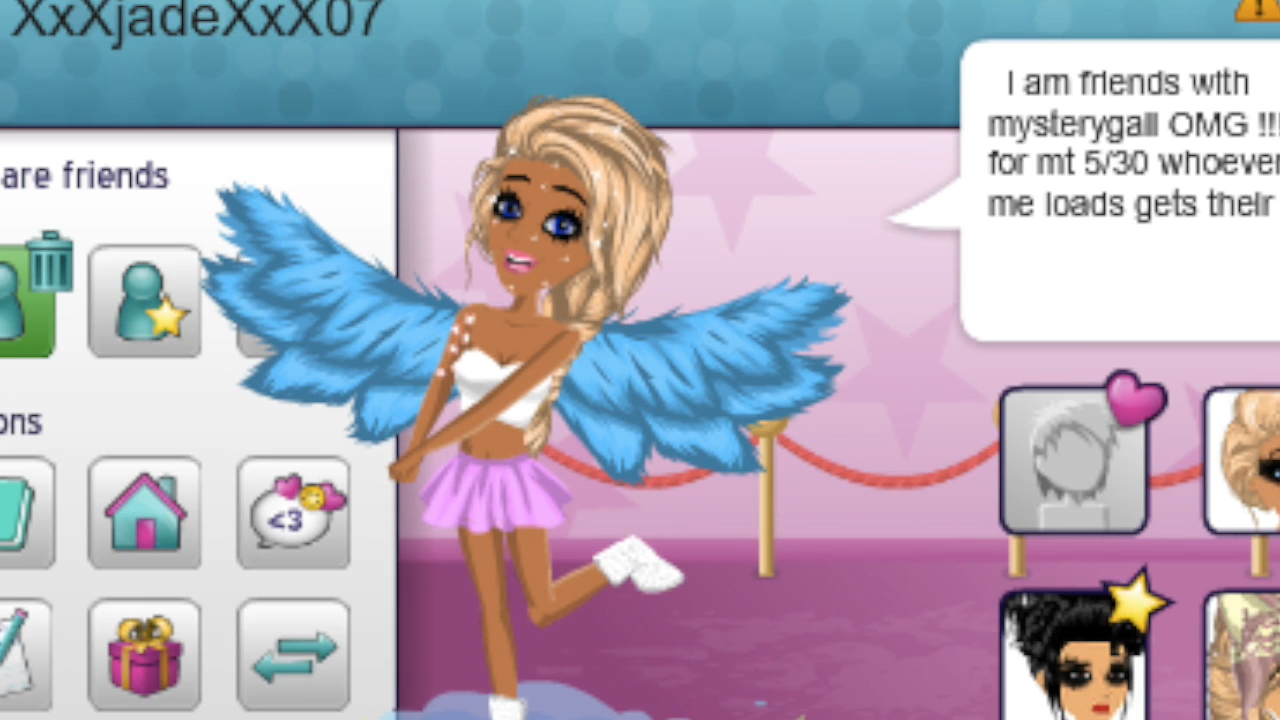 XxXjadeXxX07
are friends
I am friends with
mysterygall OMG !!!
for mt 5/30 whoever
me loads gets their
ons
<3